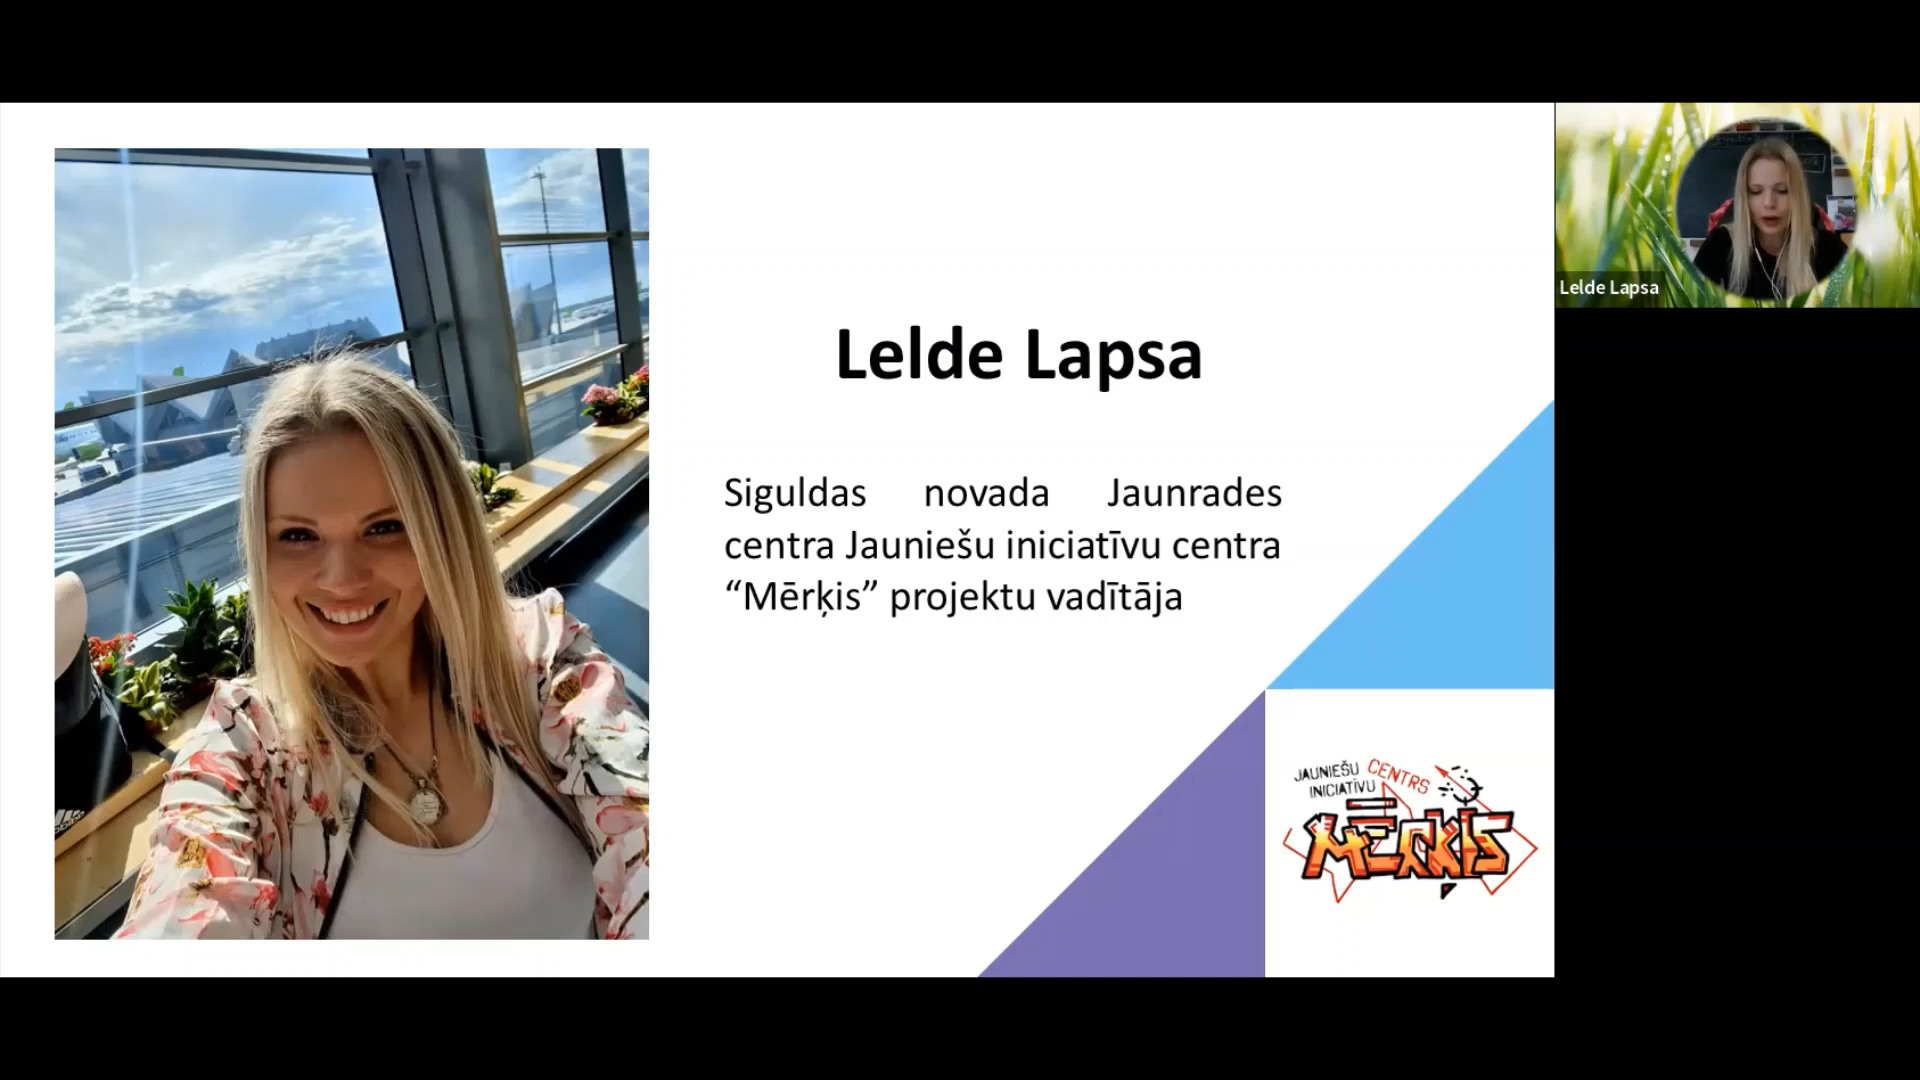 Lelde Lapsa
Siguldas novada Jaunrades
centra Jauniešu iniciatīvu centra
“Mērķis” projektu vadītāja
JAUNIEŠU CENTRS
INICIATĪVU
MĒRĶIS
Lelde Lapsa